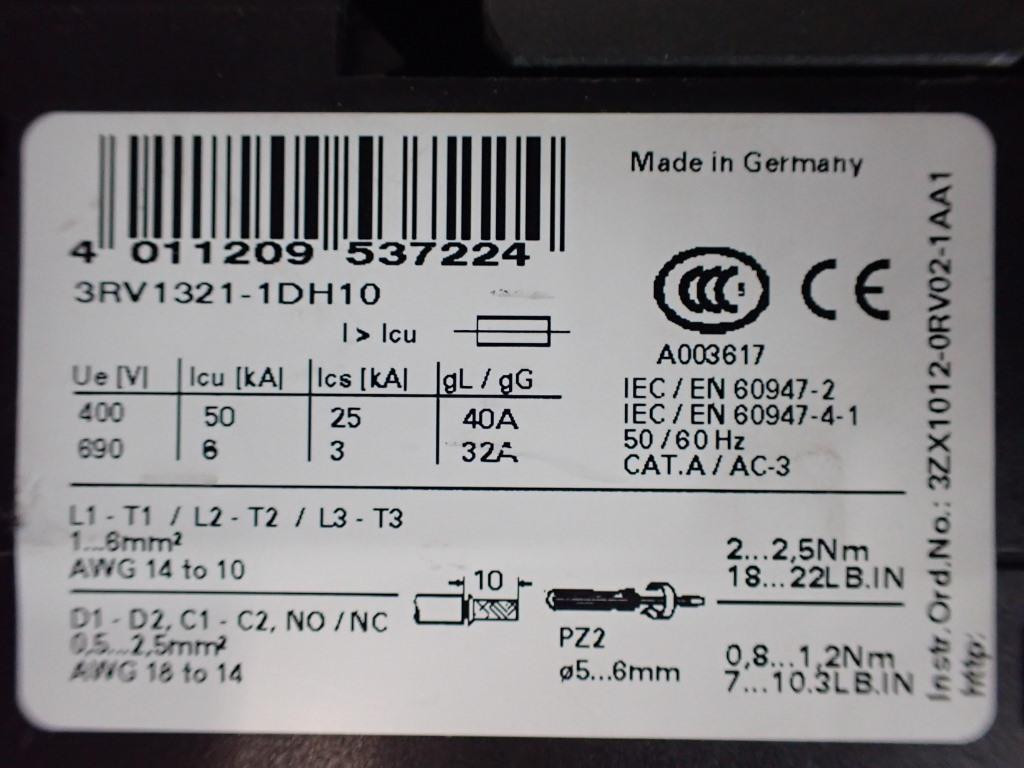 Made in Germany
4 011209 537224
3RV1321-1DH10
I > Icu
CCC S
CE
A003617
Ue [V] Icu [kA] Ics [kA] gL / gG
400 50 25 40A
690 6 3 32A
IEC / EN 60947-2
IEC / EN 60947-4-1
50 / 60 Hz
CAT.A / AC-3
L1 - T1 / L2 - T2 / L3 - T3
1...6mm²
AWG 14 to 10
2...2,5Nm
18...22LB.IN
10
D1 - D2, C1 - C2, NO / NC
0,5...2,5mm²
AWG 18 to 14
PZ2
ø5...6mm
0,8...1,2Nm
7...10.3LB.IN
Instr.Ord.No.: 3ZX1012-0RV02-1AA1
http: